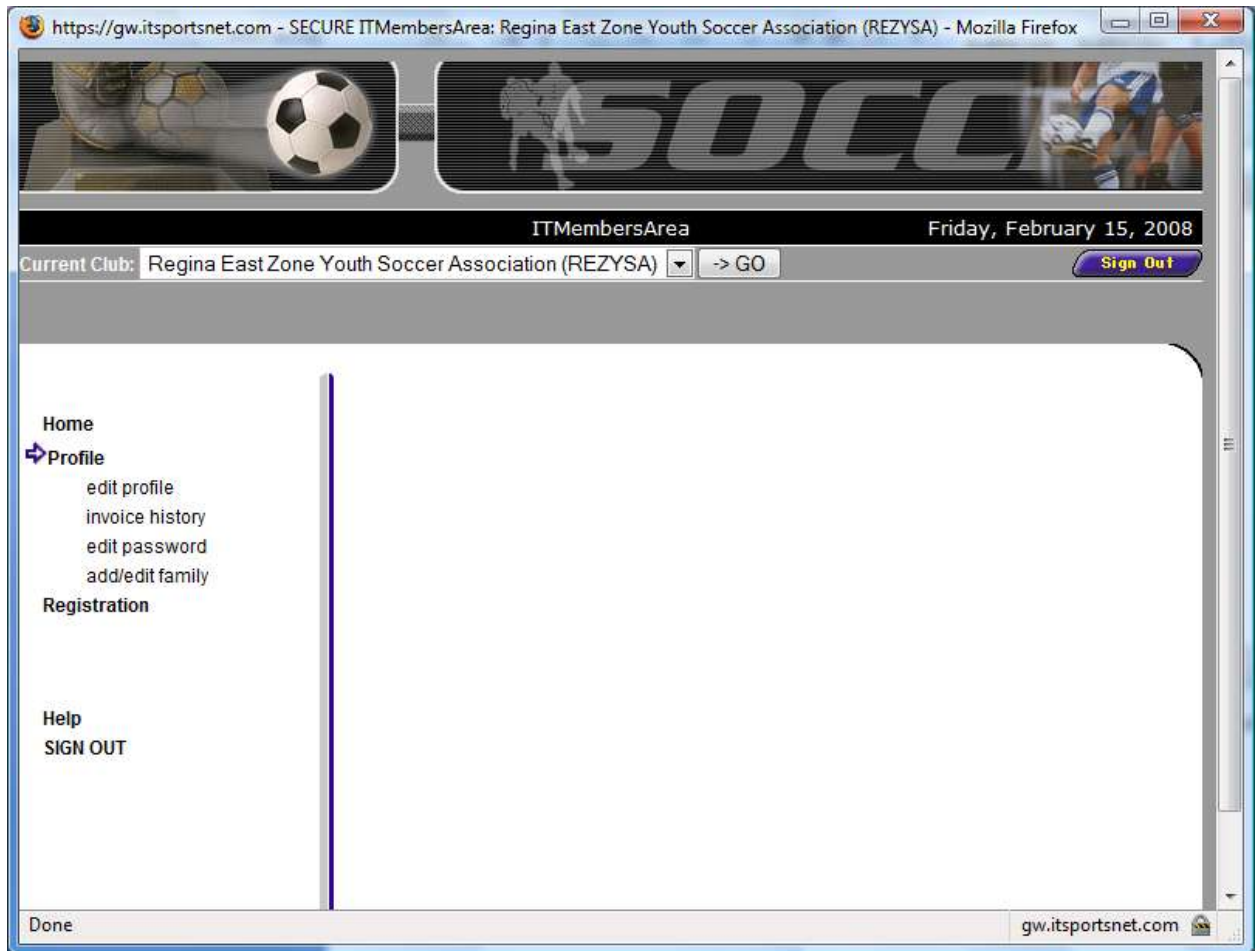 https://gw.itsportsnet.com - SECURE ITMembersArea: Regina East Zone Youth Soccer Association (REZYSA) - Mozilla Firefox
SOCC
ITMembersArea Friday, February 15, 2008
Current Club: Regina East Zone Youth Soccer Association (REZYSA) -> GO Sign Out
Home
Profile
edit profile
invoice history
edit password
add/edit family
Registration
Help
SIGN OUT
Done gw.itsportsnet.com